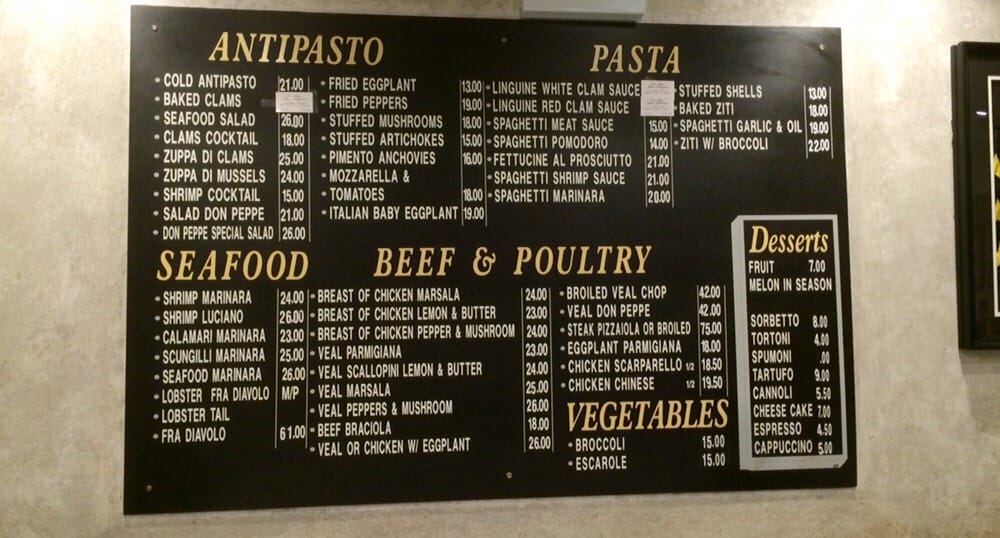 ANTIPASTO
• COLD ANTIPASTO 21.00
• BAKED CLAMS
• SEAFOOD SALAD 26.00
• CLAMS COCKTAIL 18.00
• ZUPPA DI CLAMS 25.00
• ZUPPA DI MUSSELS 24.00
• SHRIMP COCKTAIL 15.00
• SALAD DON PEPPE 21.00
• DON PEPPE SPECIAL SALAD 26.00
• FRIED EGGPLANT 13.00
• FRIED PEPPERS 19.00
• STUFFED MUSHROOMS 18.00
• STUFFED ARTICHOKES 15.00
• PIMENTO ANCHOVIES 16.00
• MOZZARELLA &
• TOMATOES 18.00
• ITALIAN BABY EGGPLANT 19.00
PASTA
• LINGUINE WHITE CLAM SAUCE
• LINGUINE RED CLAM SAUCE
• SPAGHETTI MEAT SAUCE 15.00
• SPAGHETTI POMODORO 14.00
• FETTUCINE AL PROSCIUTTO 21.00
• SPAGHETTI SHRIMP SAUCE 21.00
• SPAGHETTI MARINARA 20.00
• STUFFED SHELLS 13.00
• BAKED ZITI 18.00
• SPAGHETTI GARLIC & OIL 19.00
• ZITI W/ BROCCOLI 22.00
SEAFOOD
• SHRIMP MARINARA 24.00
• SHRIMP LUCIANO 26.00
• CALAMARI MARINARA 23.00
• SCUNGILLI MARINARA 25.00
• SEAFOOD MARINARA 26.00
• LOBSTER FRA DIAVOLO M/P
• LOBSTER TAIL
• FRA DIAVOLO 61.00
BEEF & POULTRY
• BREAST OF CHICKEN MARSALA 24.00
• BREAST OF CHICKEN LEMON & BUTTER 23.00
• BREAST OF CHICKEN PEPPER & MUSHROOM 24.00
• VEAL PARMIGIANA 23.00
• VEAL SCALLOPINI LEMON & BUTTER 24.00
• VEAL MARSALA 25.00
• VEAL PEPPERS & MUSHROOM 26.00
• BEEF BRACIOLA 18.00
• VEAL OR CHICKEN W/ EGGPLANT 26.00
• BROILED VEAL CHOP 42.00
• VEAL DON PEPPE 42.00
• STEAK PIZZAIOLA OR BROILED 75.00
• EGGPLANT PARMIGIANA 18.00
• CHICKEN SCARPARELLO 1/2 18.50
• CHICKEN CHINESE 1/2 19.50
VEGETABLES
• BROCCOLI 15.00
• ESCAROLE 15.00
Desserts
FRUIT 7.00
MELON IN SEASON
SORBETTO 8.00
TORTONI 4.00
SPUMONI .00
TARTUFO 9.00
CANNOLI 5.50
CHEESE CAKE 7.00
ESPRESSO 4.50
CAPPUCCINO 5.00